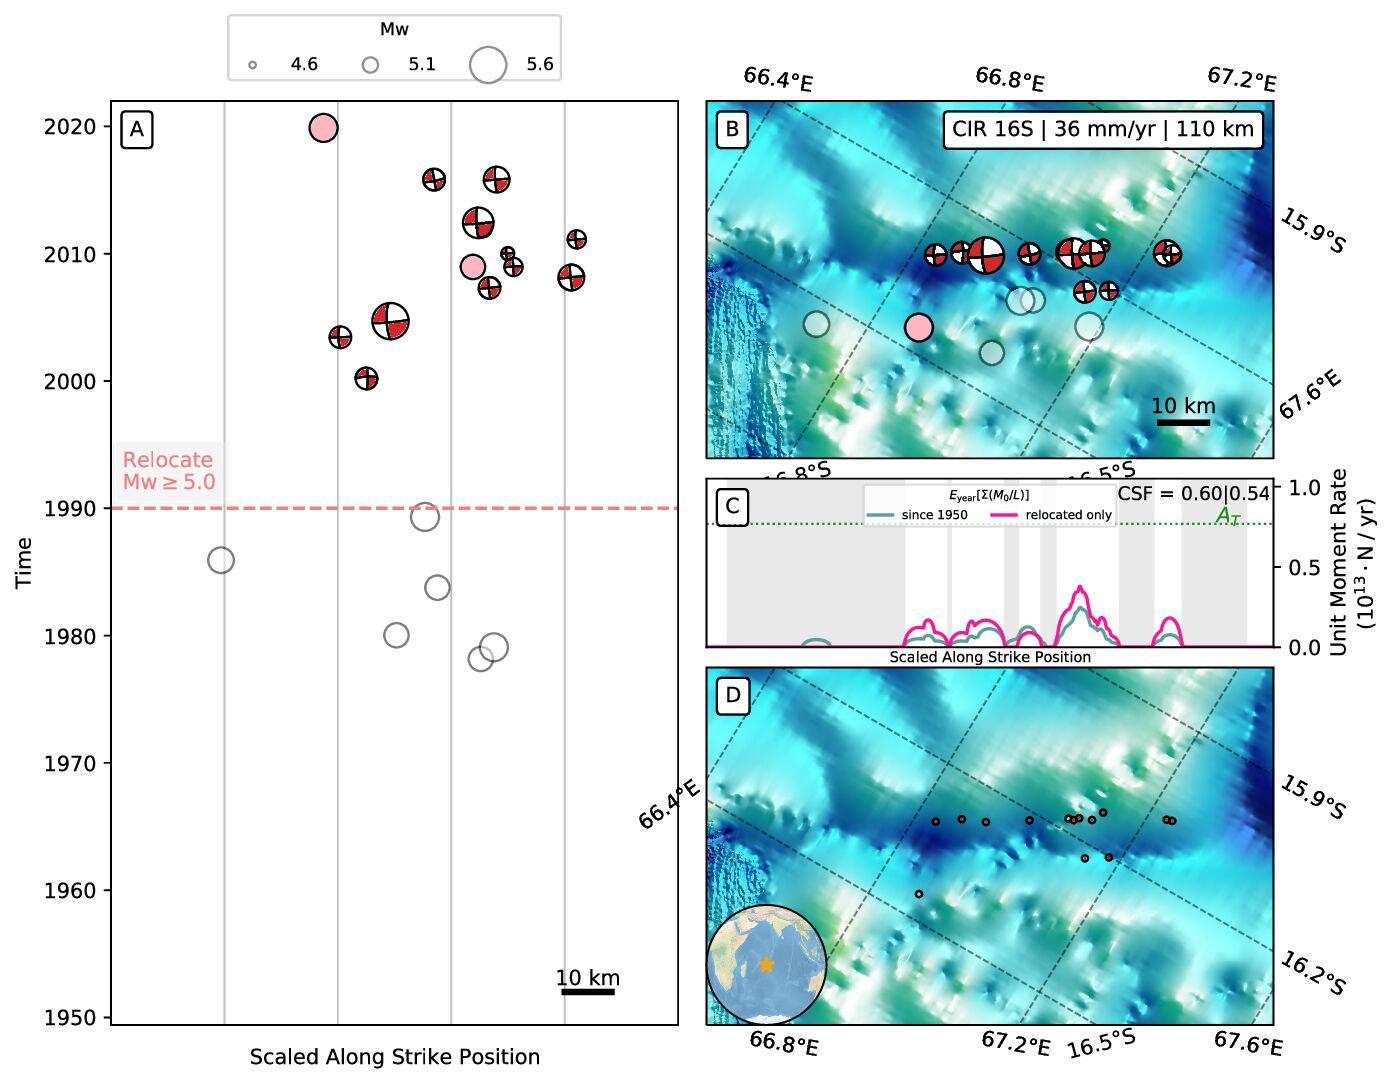 Mw
4.6
5.1
5.6
A
2020
2010
2000
1990
1980
1970
1960
1950
Time
Relocate
Mw ≥ 5.0
10 km
Scaled Along Strike Position
66.4°E
66.8°E
67.2°E
B
CIR 16S | 36 mm/yr | 110 km
15.9°S
67.6°E
10 km
16.5°S
C
E_year[Σ(M₀/L)]
since 1950
relocated only
CSF = 0.60|0.54
A_T
1.0
0.5
0.0
Unit Moment Rate
(10¹³ · N / yr)
Scaled Along Strike Position
D
66.4°E
15.9°S
16.2°S
66.8°E
67.2°E
16.5°S
67.6°E